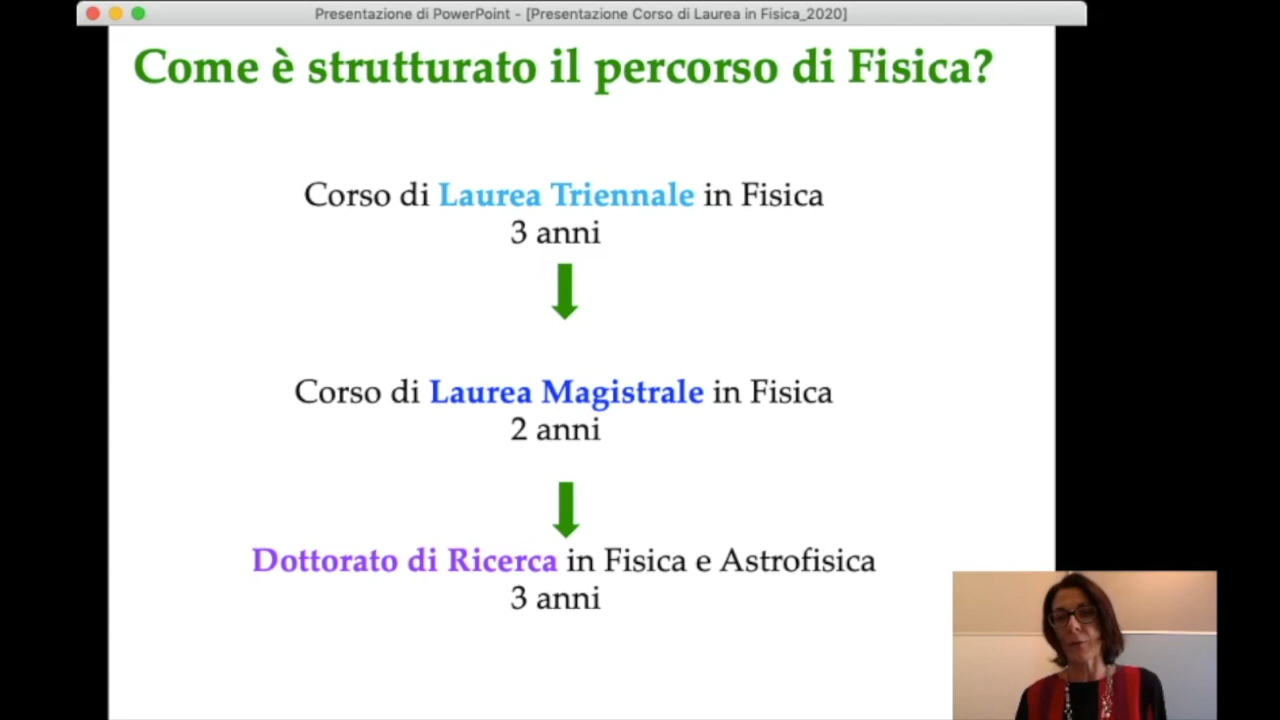 Presentazione di PowerPoint - [Presentazione Corso di Laurea in Fisica_2020]
Come è strutturato il percorso di Fisica?
Corso di Laurea Triennale in Fisica
3 anni
Corso di Laurea Magistrale in Fisica
2 anni
Dottorato di Ricerca in Fisica e Astrofisica
3 anni